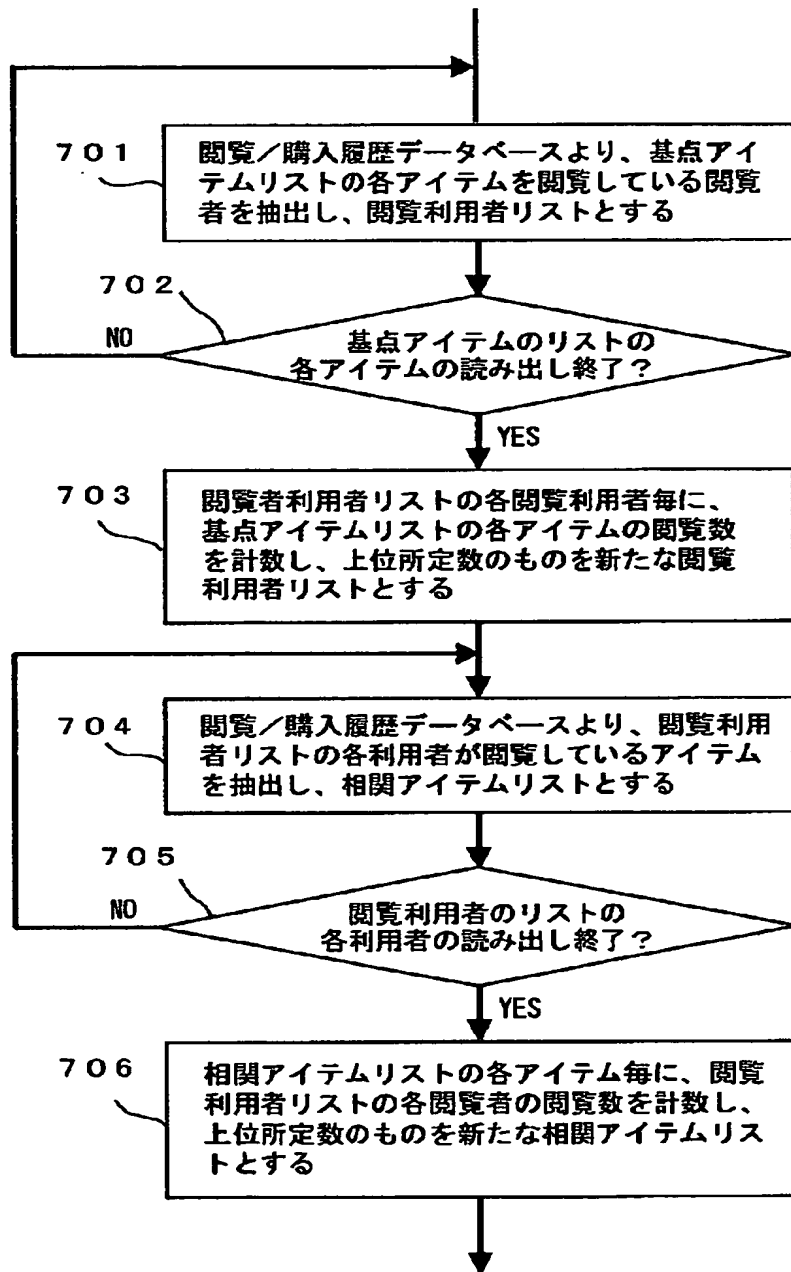 701
閲覧／購入履歴データベースより、基点アイ
テムリストの各アイテムを閲覧している閲覧
者を抽出し、閲覧利用者リストとする
702
NO
基点アイテムのリストの
各アイテムの読み出し終了？
YES
703
閲覧者利用者リストの各閲覧利用者毎に、
基点アイテムリストの各アイテムの閲覧数
を計数し、上位所定数のものを新たな閲覧
利用者リストとする
704
閲覧／購入履歴データベースより、閲覧利用
者リストの各利用者が閲覧しているアイテム
を抽出し、相関アイテムリストとする
705
NO
閲覧利用者のリストの
各利用者の読み出し終了？
YES
706
相関アイテムリストの各アイテム毎に、閲覧
利用者リストの各閲覧者の閲覧数を計数し、
上位所定数のものを新たな相関アイテムリス
トとする